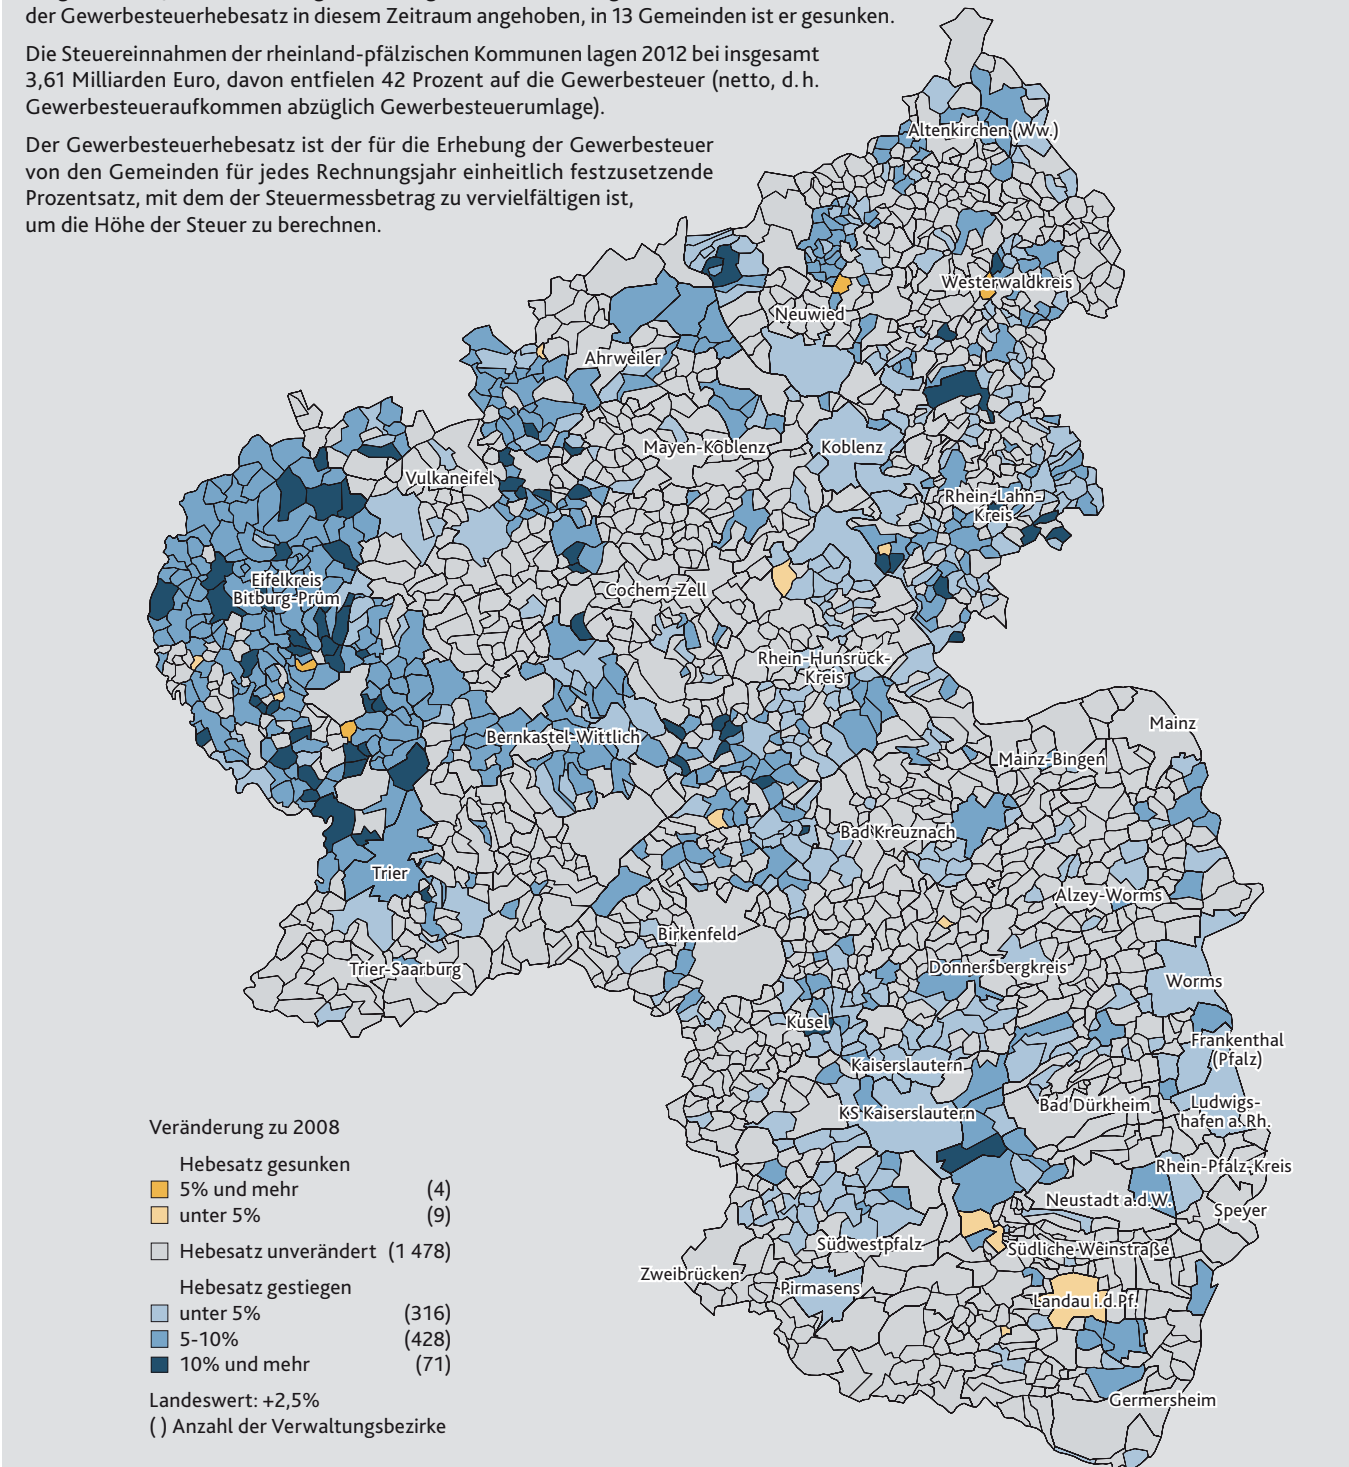 der Gewerbesteuerhebesatz in diesem Zeitraum angehoben, in 13 Gemeinden ist er gesunken.
Die Steuereinnahmen der rheinland-pfälzischen Kommunen lagen 2012 bei insgesamt
3,61 Milliarden Euro, davon entfielen 42 Prozent auf die Gewerbesteuer (netto, d. h.
Gewerbesteueraufkommen abzüglich Gewerbesteuerumlage).
Der Gewerbesteuerhebesatz ist der für die Erhebung der Gewerbesteuer
von den Gemeinden für jedes Rechnungsjahr einheitlich festzusetzende
Prozentsatz, mit dem der Steuermessbetrag zu vervielfältigen ist,
um die Höhe der Steuer zu berechnen.
Altenkirchen (Ww.)
Westerwaldkreis
Neuwied
Ahrweiler
Mayen-Koblenz
Koblenz
Vulkaneifel
Rhein-Lahn-
Kreis
Eifelkreis
Bitburg-Prüm
Cochem-Zell
Rhein-Hunsrück-
Kreis
Mainz
Bernkastel-Wittlich
Mainz-Bingen
Bad Kreuznach
Trier
Alzey-Worms
Birkenfeld
Trier-Saarburg
Donnersbergkreis
Worms
Kusel
Frankenthal
(Pfalz)
Kaiserslautern
KS Kaiserslautern
Bad Dürkheim
Ludwigs-
hafen a. Rh.
Rhein-Pfalz-Kreis
Neustadt a.d.W.
Speyer
Südwestpfalz
Südliche Weinstraße
Zweibrücken
Pirmasens
Landau i.d.Pf.
Germersheim
Veränderung zu 2008
Hebesatz gesunken
5% und mehr (4)
unter 5% (9)
Hebesatz unverändert (1 478)
Hebesatz gestiegen
unter 5% (316)
5-10% (428)
10% und mehr (71)
Landeswert: +2,5%
( ) Anzahl der Verwaltungsbezirke